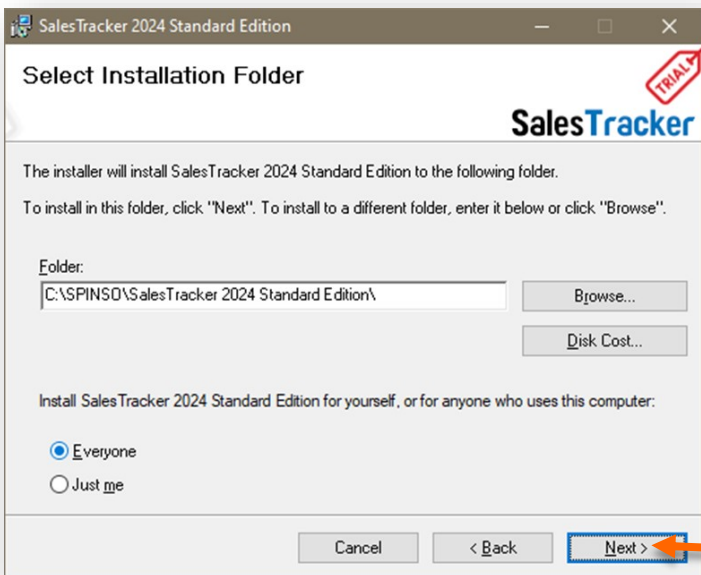 SalesTracker 2024 Standard Edition
Select Installation Folder
TRIAL
SalesTracker
The installer will install SalesTracker 2024 Standard Edition to the following folder.
To install in this folder, click "Next". To install to a different folder, enter it below or click "Browse".
Folder:
C:\SPINSO\SalesTracker 2024 Standard Edition\
Browse...
Disk Cost...
Install SalesTracker 2024 Standard Edition for yourself, or for anyone who uses this computer:
Everyone
Just me
Cancel < Back Next >